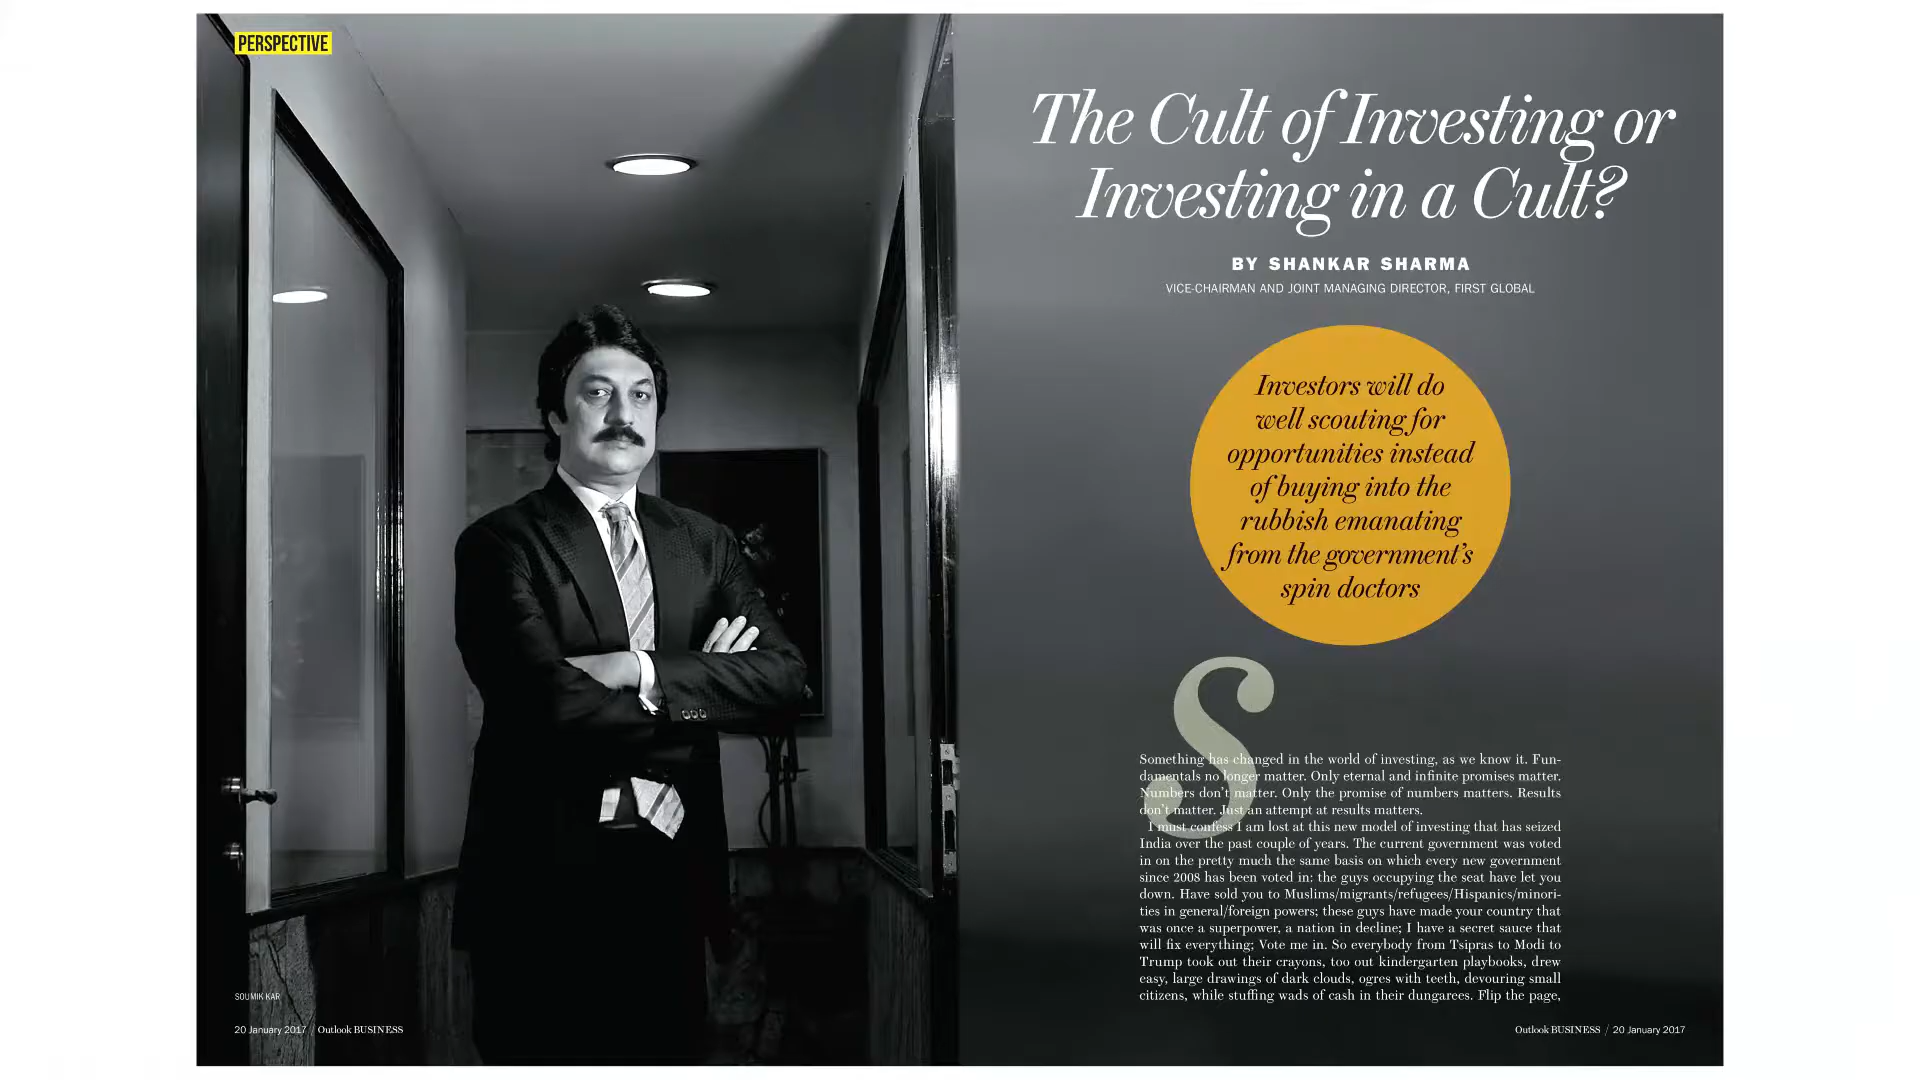 PERSPECTIVE
The Cult of Investing or
Investing in a Cult?
BY SHANKAR SHARMA
VICE-CHAIRMAN AND JOINT MANAGING DIRECTOR, FIRST GLOBAL
Investors will do
well scouting for
opportunities instead
of buying into the
rubbish emanating
from the government's
spin doctors
S
Something has changed in the world of investing, as we know it. Fun-
damentals no longer matter. Only eternal and infinite promises matter.
Numbers don't matter. Only the promise of numbers matters. Results
don't matter. Just an attempt at results matters.
I must confess I am lost at this new model of investing that has seized
India over the past couple of years. The current government was voted
in on the pretty much the same basis on which every new government
since 2008 has been voted in: the guys occupying the seat have let you
down. Have sold you to Muslims/migrants/refugees/Hispanics/minori-
ties in general/foreign powers; these guys have made your country that
was once a superpower, a nation in decline; I have a secret sauce that
will fix everything; Vote me in. So everybody from Tsipras to Modi to
Trump took out their crayons, too out kindergarten playbooks, drew
easy, large drawings of dark clouds, ogres with teeth, devouring small
citizens, while stuffing wads of cash in their dungarees. Flip the page,
SOUMIK KAR
20 January 2017 / Outlook BUSINESS
Outlook BUSINESS / 20 January 2017